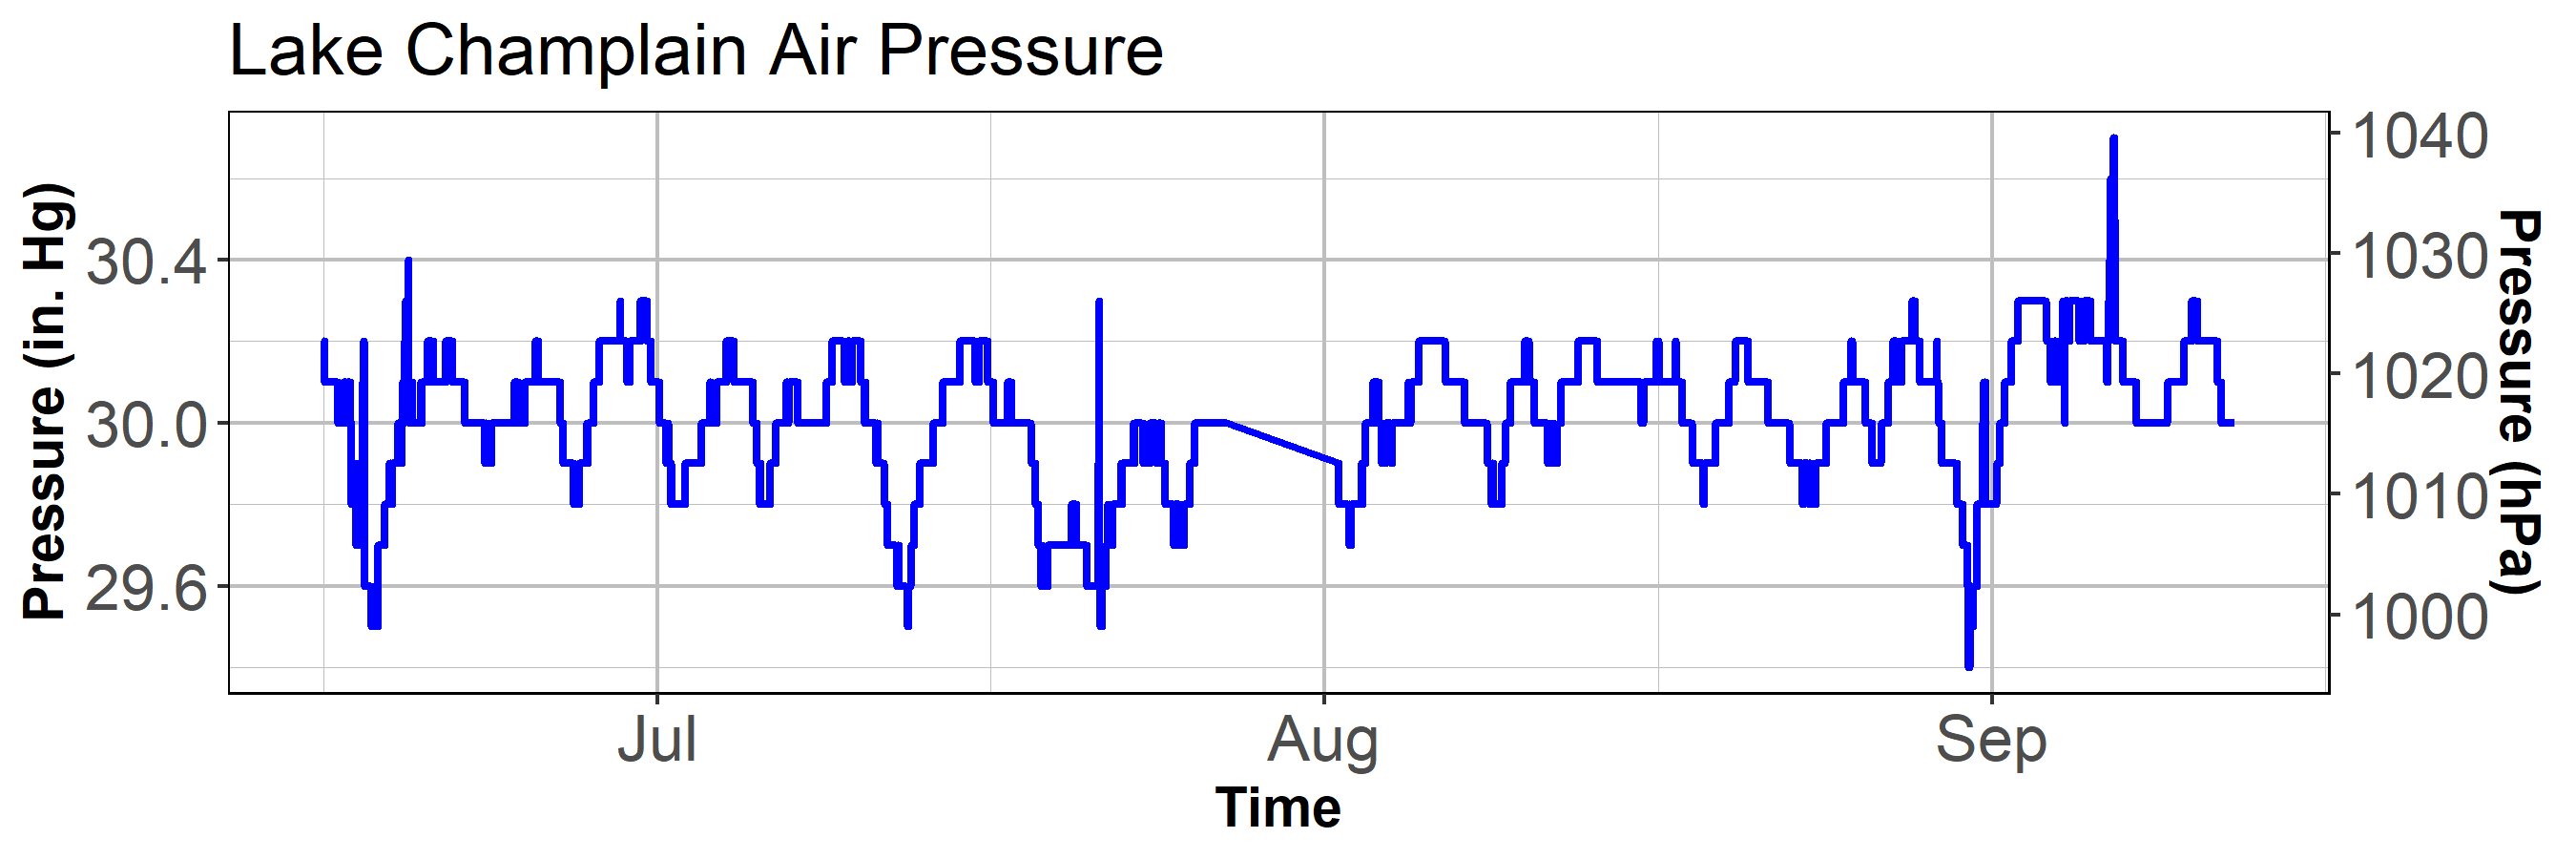 Lake Champlain Air Pressure
Pressure (in. Hg)
30.4
30.0
29.6
1040
1030
1020
1010
1000
Pressure (hPa)
Jul
Aug
Sep
Time